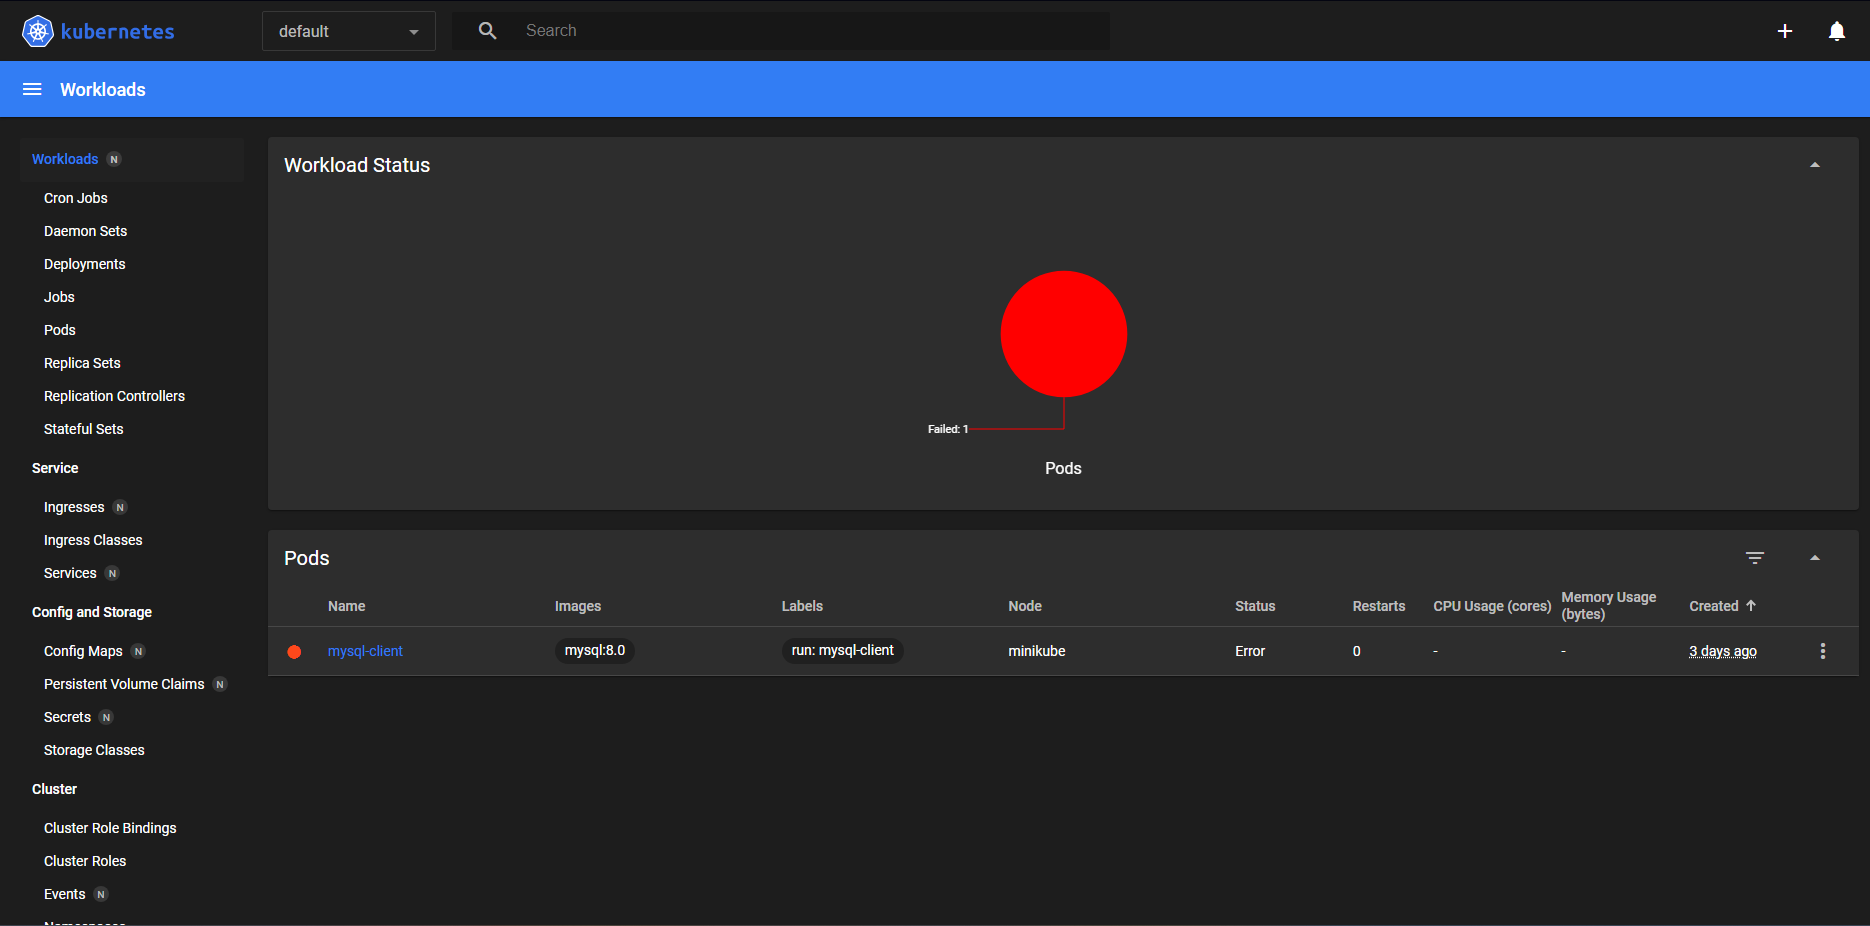 kubernetes
default
Search
Workloads
Workloads N
Cron Jobs
Daemon Sets
Deployments
Jobs
Pods
Replica Sets
Replication Controllers
Stateful Sets
Service
Ingresses N
Ingress Classes
Services N
Config and Storage
Config Maps N
Persistent Volume Claims N
Secrets N
Storage Classes
Cluster
Cluster Role Bindings
Cluster Roles
Events N
Workload Status
Failed: 1
Pods
Pods
Name Images Labels Node Status Restarts CPU Usage (cores) Memory Usage (bytes) Created
mysql-client mysql:8.0 run: mysql-client minikube Error 0 - - 3 days ago